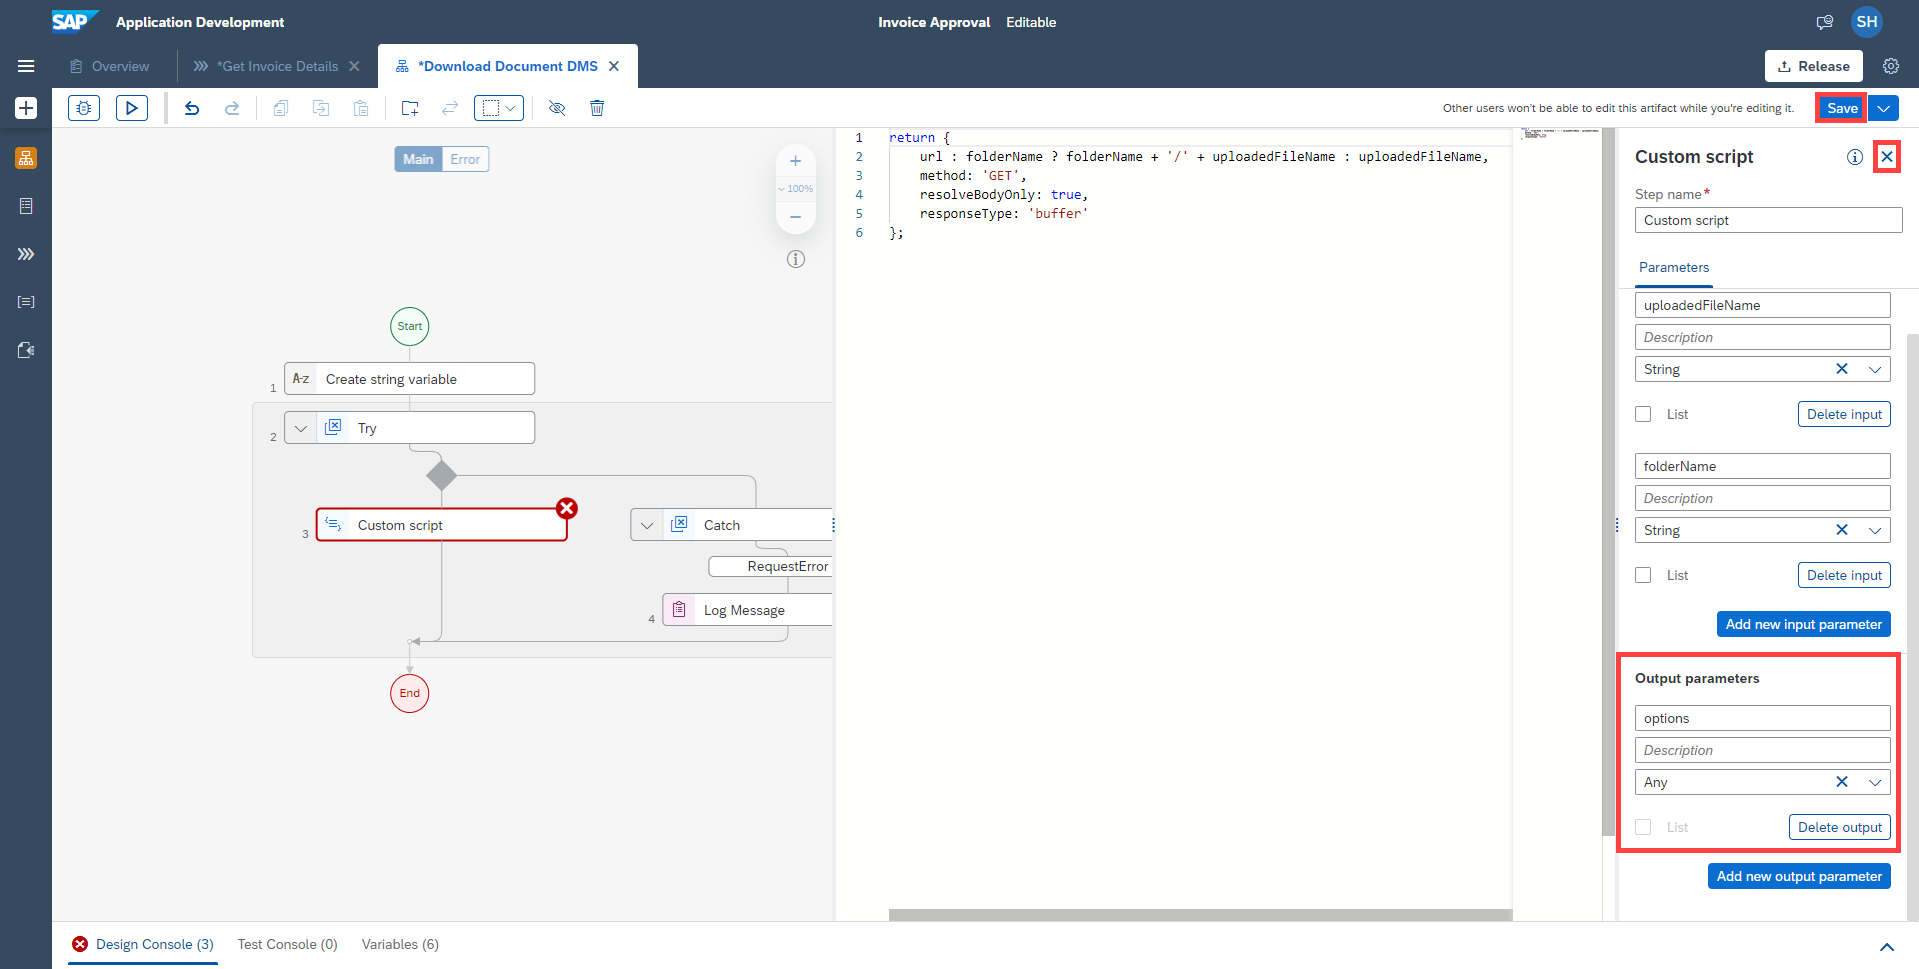 SAP Application Development
Invoice Approval Editable
SH
Overview
*Get Invoice Details
*Download Document DMS
Release
Other users won't be able to edit this artifact while you're editing it.
Save
Main Error
100%
Start
1 A-z Create string variable
2 Try
3 Custom script
Catch
RequestError
4 Log Message
End
1 return {
2 url : folderName ? folderName + '/' + uploadedFileName : uploadedFileName,
3 method: 'GET',
4 resolveBodyOnly: true,
5 responseType: 'buffer'
6 };
Custom script
Step name*
Custom script
Parameters
uploadedFileName
Description
String
List Delete input
folderName
Description
String
List Delete input
Add new input parameter
Output parameters
options
Description
Any
List Delete output
Add new output parameter
Design Console (3) Test Console (0) Variables (6)